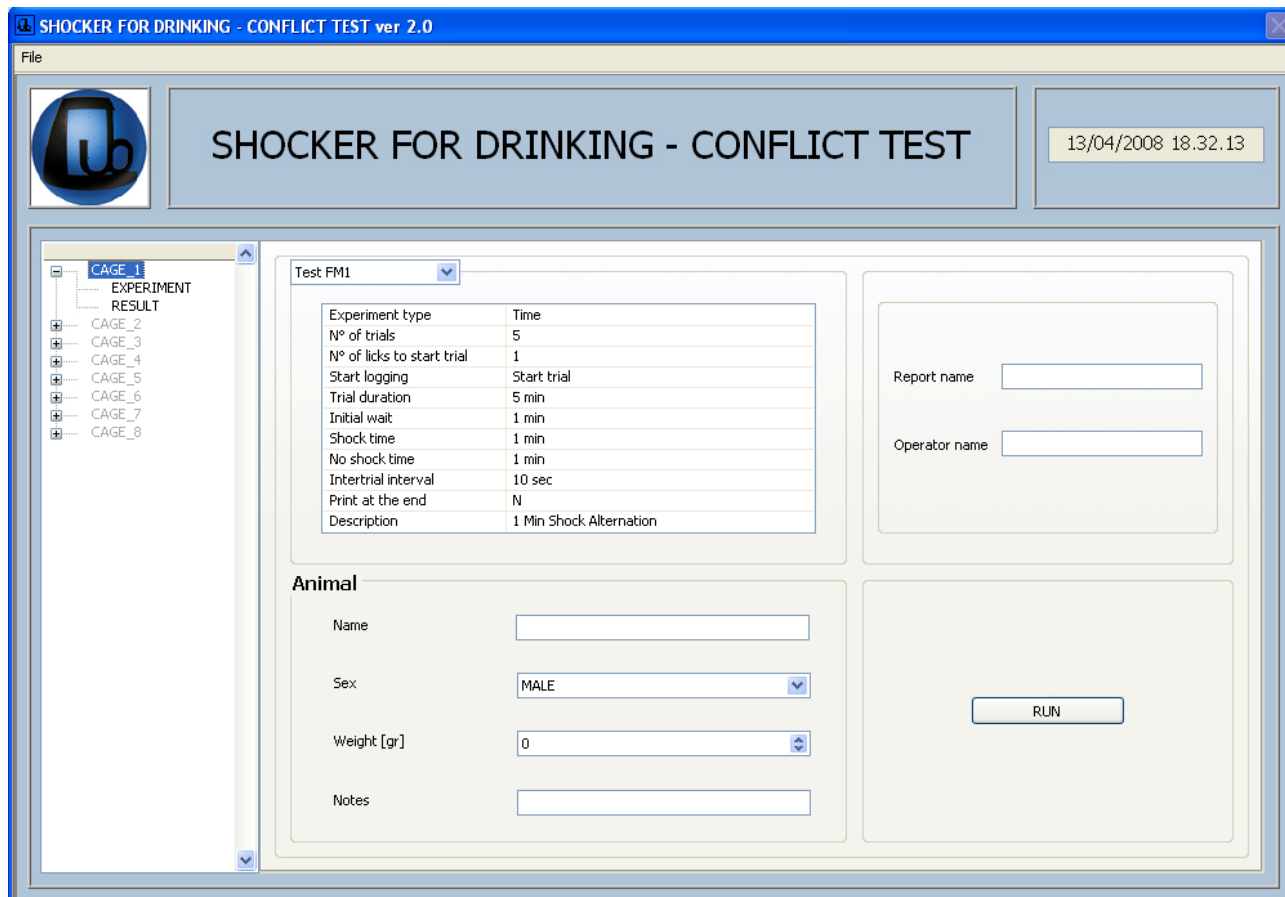 SHOCKER FOR DRINKING - CONFLICT TEST ver 2.0
File
ub
SHOCKER FOR DRINKING - CONFLICT TEST
13/04/2008 18.32.13
CAGE_1
EXPERIMENT
RESULT
CAGE_2
CAGE_3
CAGE_4
CAGE_5
CAGE_6
CAGE_7
CAGE_8
Test FM1
Experiment type Time
N° of trials 5
N° of licks to start trial 1
Start logging Start trial
Trial duration 5 min
Initial wait 1 min
Shock time 1 min
No shock time 1 min
Intertrial interval 10 sec
Print at the end N
Description 1 Min Shock Alternation
Report name
Operator name
Animal
Name
Sex MALE
Weight [gr] 0
Notes
RUN